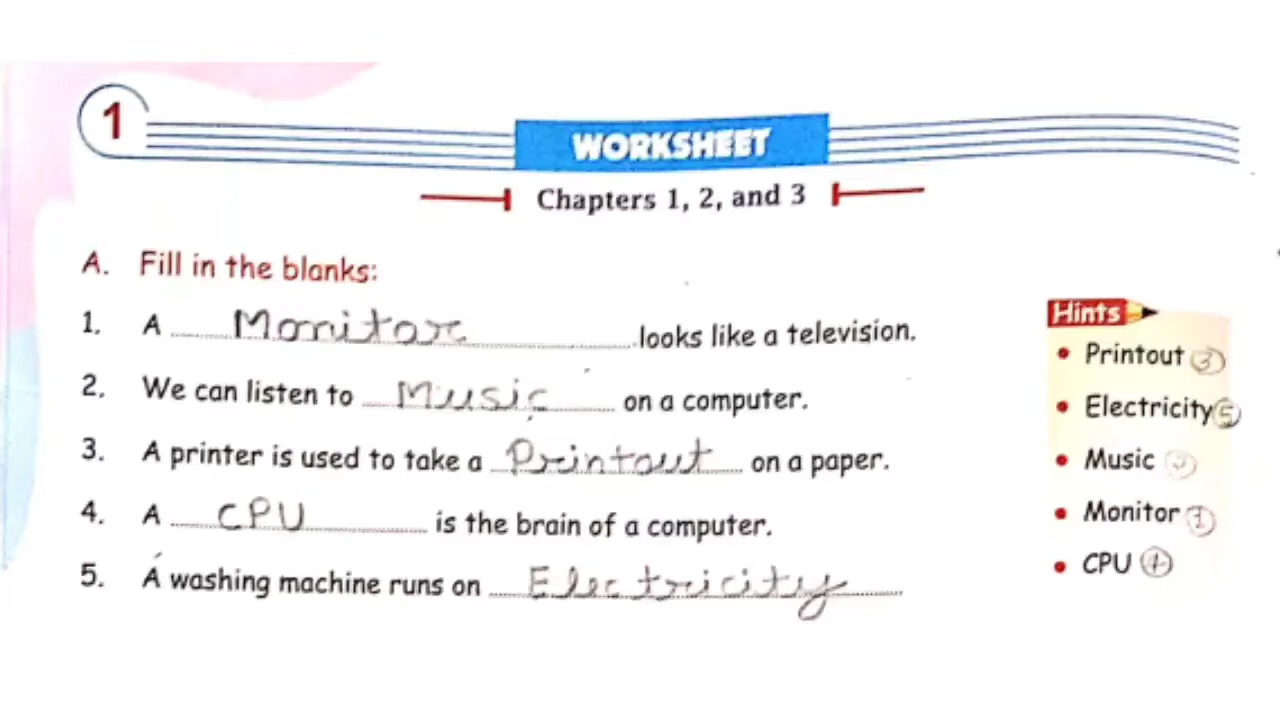 1
WORKSHEET
Chapters 1, 2, and 3
A. Fill in the blanks:
1. A Monitor looks like a television.
2. We can listen to Music on a computer.
3. A printer is used to take a Printout on a paper.
4. A CPU is the brain of a computer.
5. A washing machine runs on Electricity
Hints
• Printout 3
• Electricity 5
• Music 2
• Monitor 1
• CPU 4